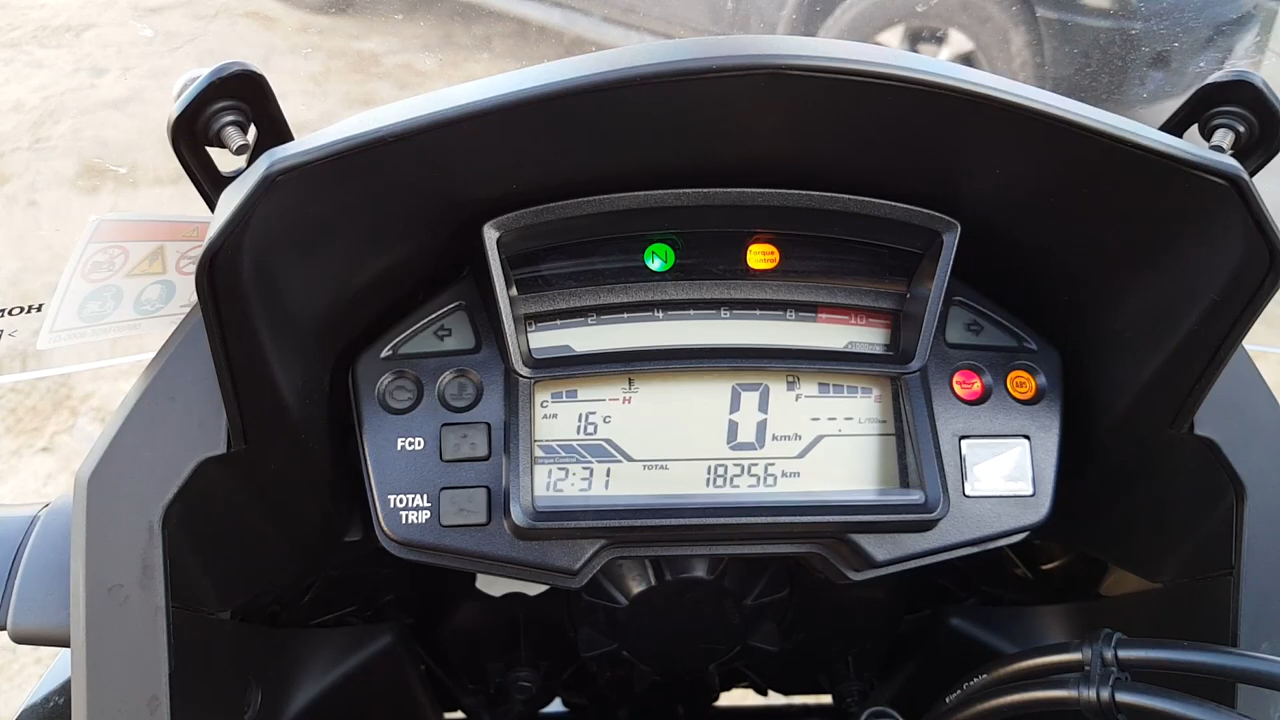 N
Torque
Control
0 2 4 6 8 10
x1000r/min
C H
F E
AIR
16 °C
0 km/h
---- L/100km
FCD
ABS
Torque Control
12:31
TOTAL
18256 km
TOTAL
TRIP
HOM